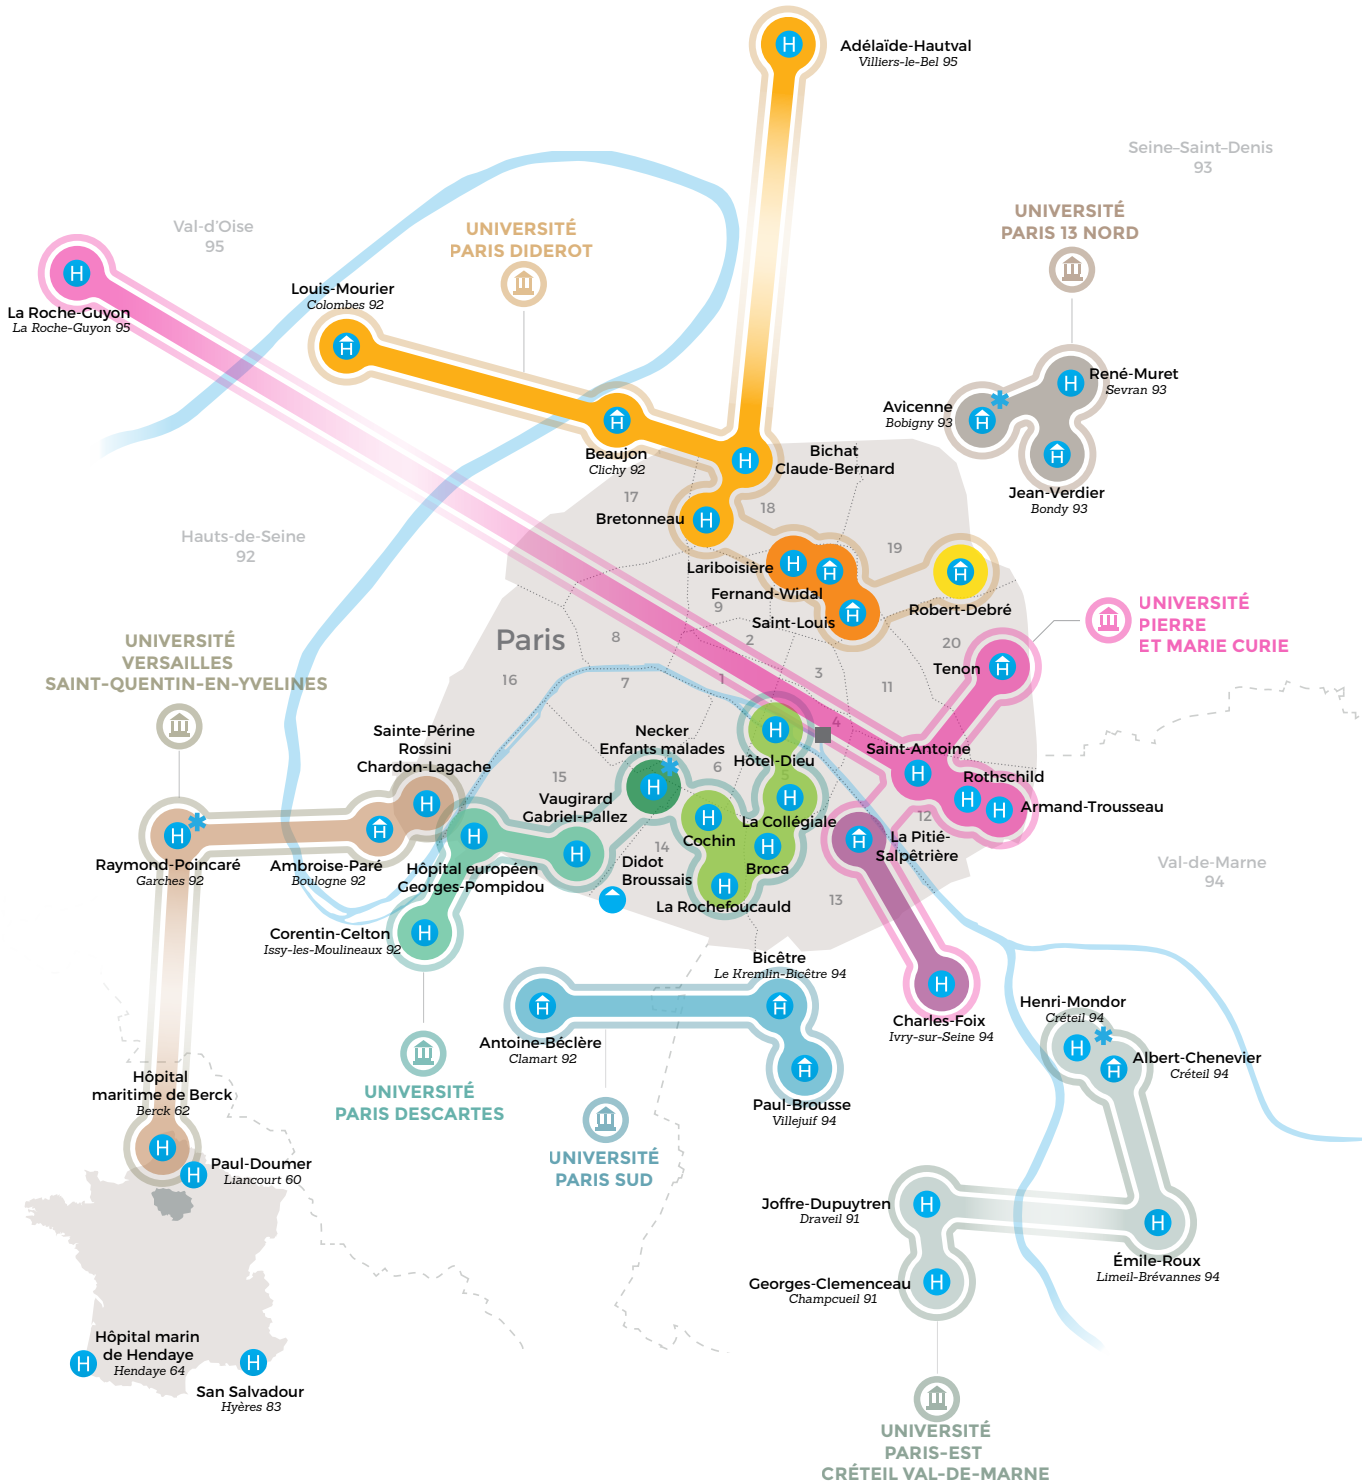 Adélaïde-Hautval
Villiers-le-Bel 95
Seine-Saint-Denis
93
Val-d'Oise
95
UNIVERSITÉ
PARIS DIDEROT
UNIVERSITÉ
PARIS 13 NORD
La Roche-Guyon
La Roche-Guyon 95
Louis-Mourier
Colombes 92
René-Muret
Sevran 93
Avicenne
Bobigny 93
Jean-Verdier
Bondy 93
Beaujon
Clichy 92
Bichat
Claude-Bernard
17
18
Bretonneau
Hauts-de-Seine
92
19
Lariboisière
Fernand-Widal
Saint-Louis
Robert-Debré
9
UNIVERSITÉ
PIERRE
ET MARIE CURIE
UNIVERSITÉ
VERSAILLES
SAINT-QUENTIN-EN-YVELINES
Paris
8
2
20
Tenon
16
7
1
3
11
4
Sainte-Périne
Rossini
Chardon-Lagache
Necker
Enfants malades
6
Hôtel-Dieu
5
Saint-Antoine
Rothschild
Armand-Trousseau
15
Vaugirard
Gabriel-Pallez
La Collégiale
12
Cochin
La Pitié-
Salpêtrière
14
Broca
Raymond-Poincaré
Garches 92
Ambroise-Paré
Boulogne 92
Hôpital européen
Georges-Pompidou
Didot
Broussais
La Rochefoucauld
13
Val-de-Marne
94
Corentin-Celton
Issy-les-Moulineaux 92
Bicêtre
Le Kremlin-Bicêtre 94
Antoine-Béclère
Clamart 92
Charles-Foix
Ivry-sur-Seine 94
Henri-Mondor
Créteil 94
Albert-Chenevier
Créteil 94
Hôpital
maritime de Berck
Berck 62
UNIVERSITÉ
PARIS DESCARTES
Paul-Brousse
Villejuif 94
UNIVERSITÉ
PARIS SUD
Paul-Doumer
Liancourt 60
Joffre-Dupuytren
Draveil 91
Émile-Roux
Limeil-Brévannes 94
Georges-Clemenceau
Champcueil 91
Hôpital marin
de Hendaye
Hendaye 64
San Salvadour
Hyères 83
UNIVERSITÉ
PARIS-EST
CRÉTEIL VAL-DE-MARNE